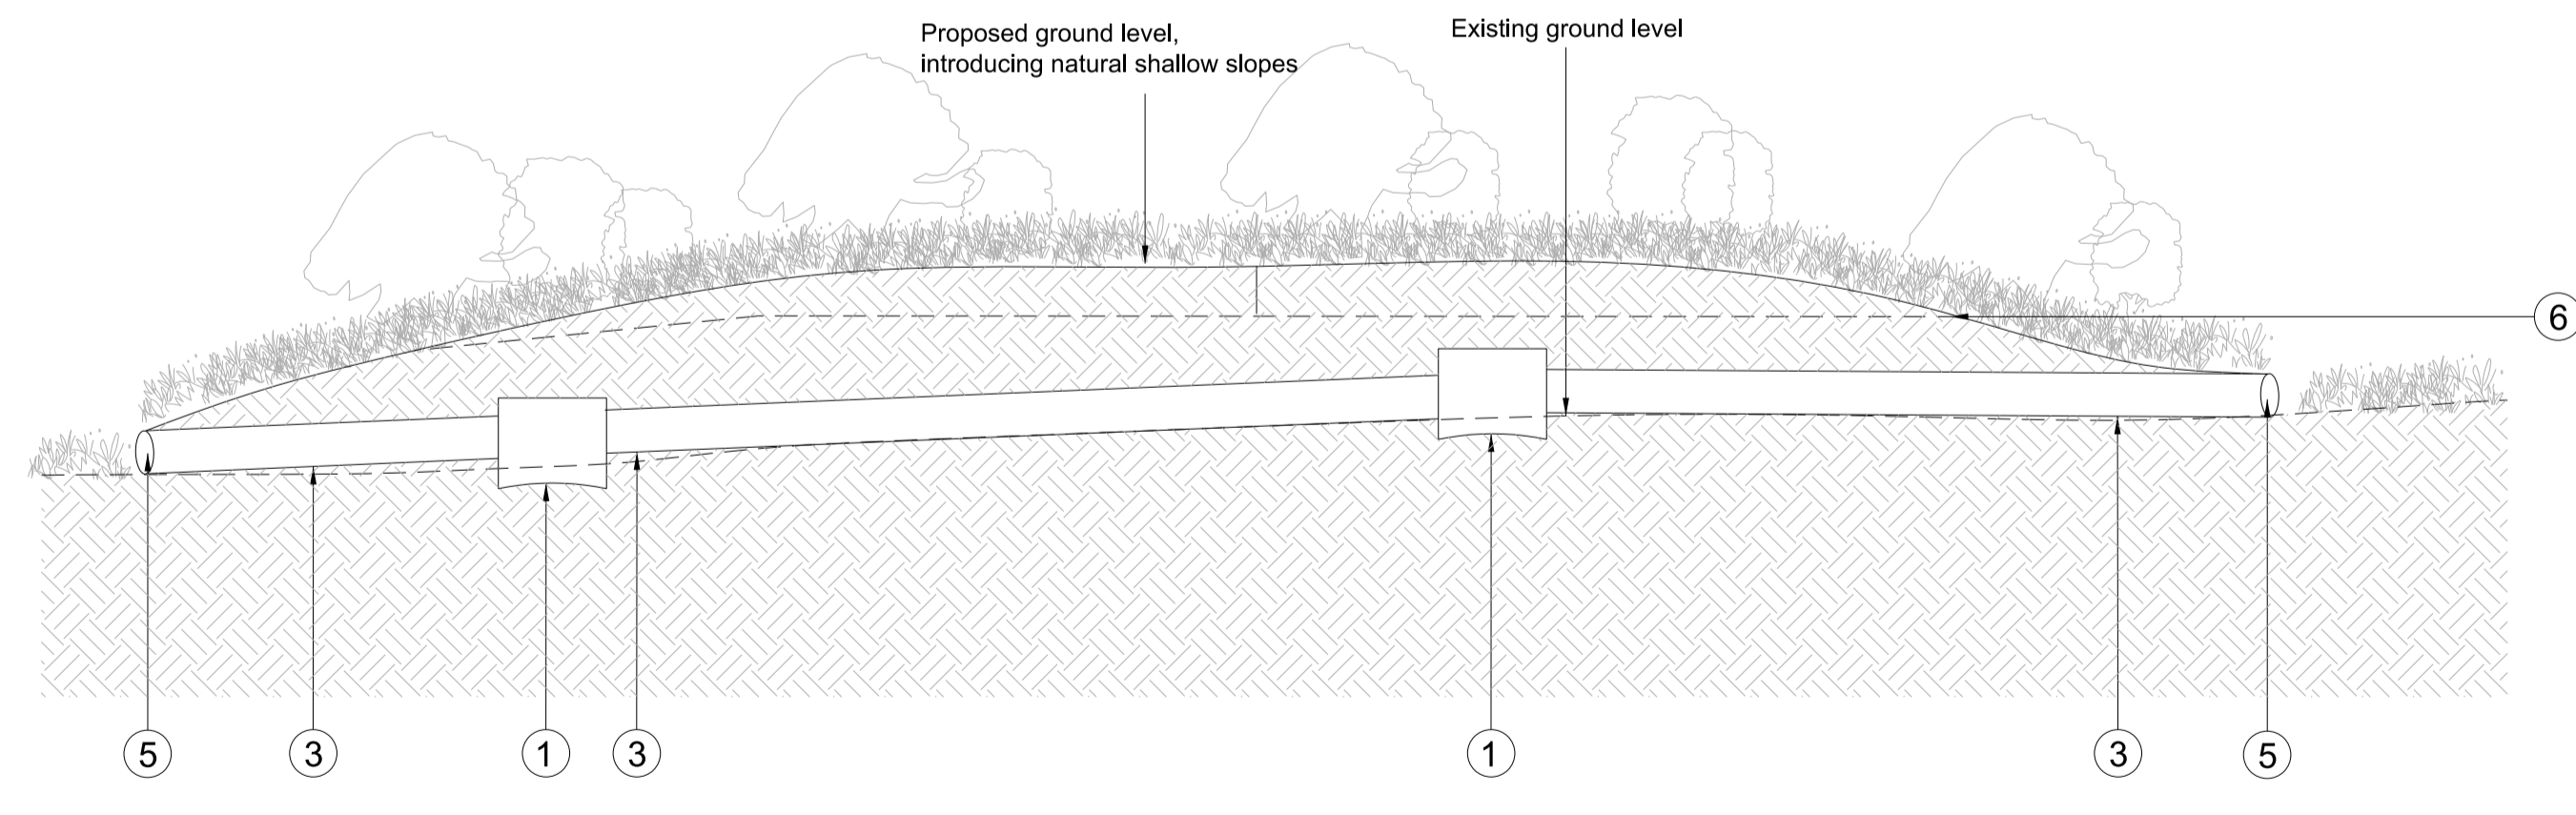 Proposed ground level,
introducing natural shallow slopes
Existing ground level
6
5
3
1
3
1
3
5